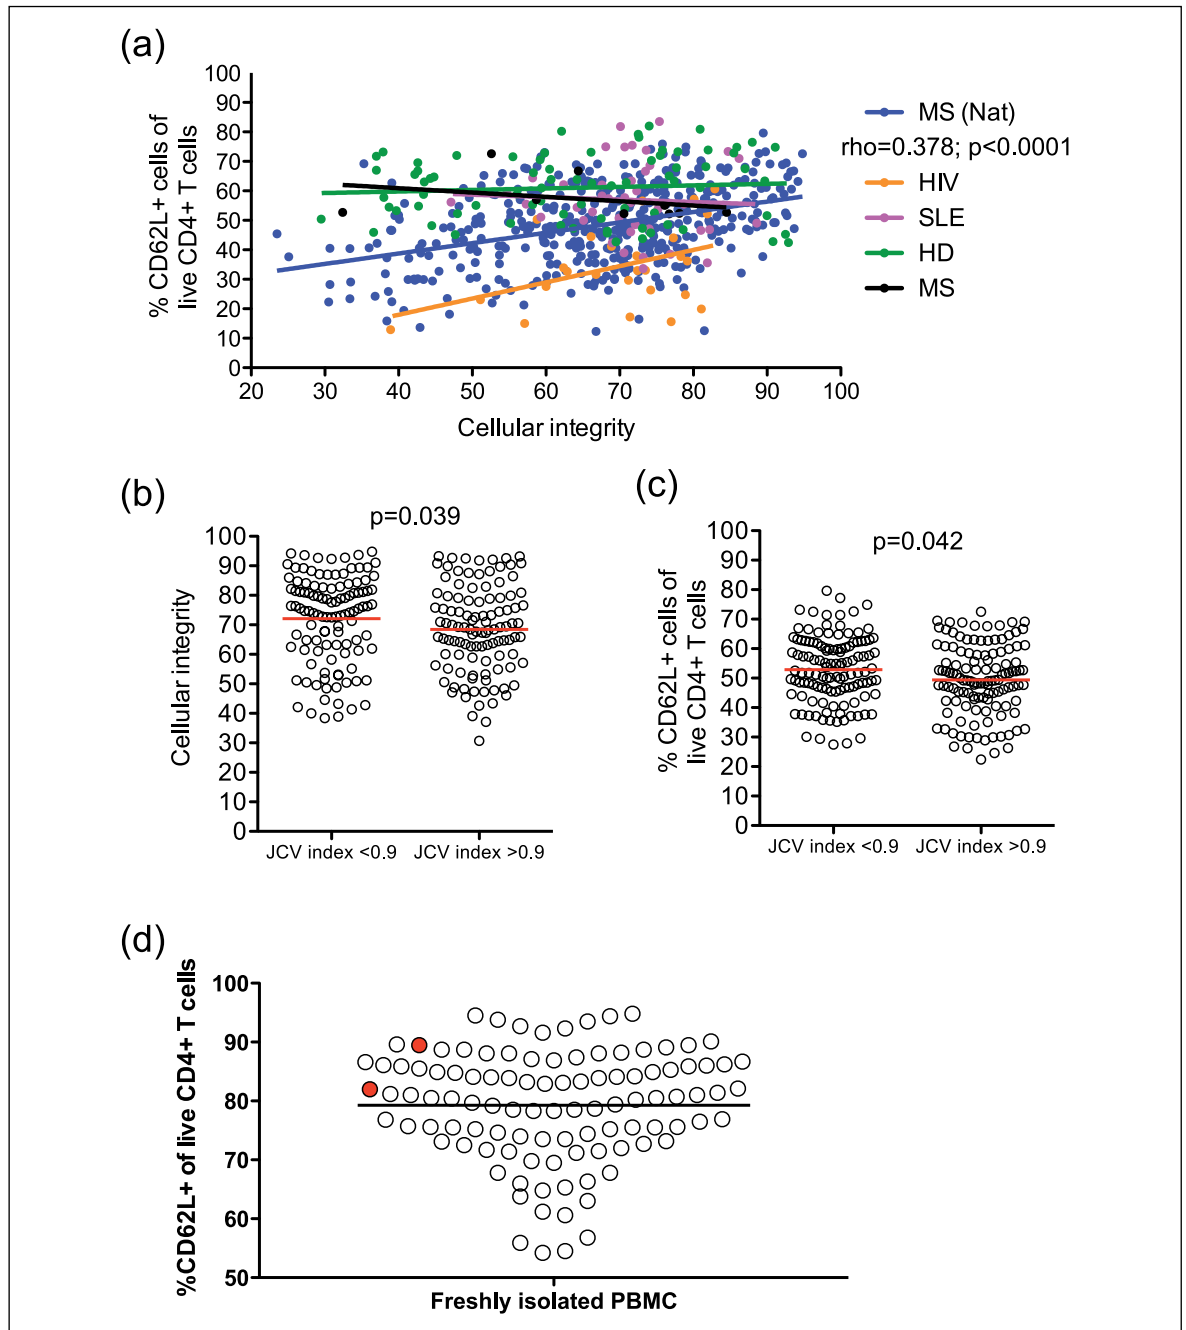 (a)
% CD62L+ cells of
live CD4+ T cells
100
90
80
70
60
50
40
30
20
10
0
20 30 40 50 60 70 80 90 100
Cellular integrity
MS (Nat)
rho=0.378; p<0.0001
HIV
SLE
HD
MS
(b)
p=0.039
Cellular integrity
100
90
80
70
60
50
40
30
20
10
0
JCV index <0.9 JCV index >0.9
(c)
p=0.042
% CD62L+ cells of
live CD4+ T cells
100
90
80
70
60
50
40
30
20
10
0
JCV index <0.9 JCV index >0.9
(d)
%CD62L+ of live CD4+ T cells
100
90
80
70
60
50
Freshly isolated PBMC